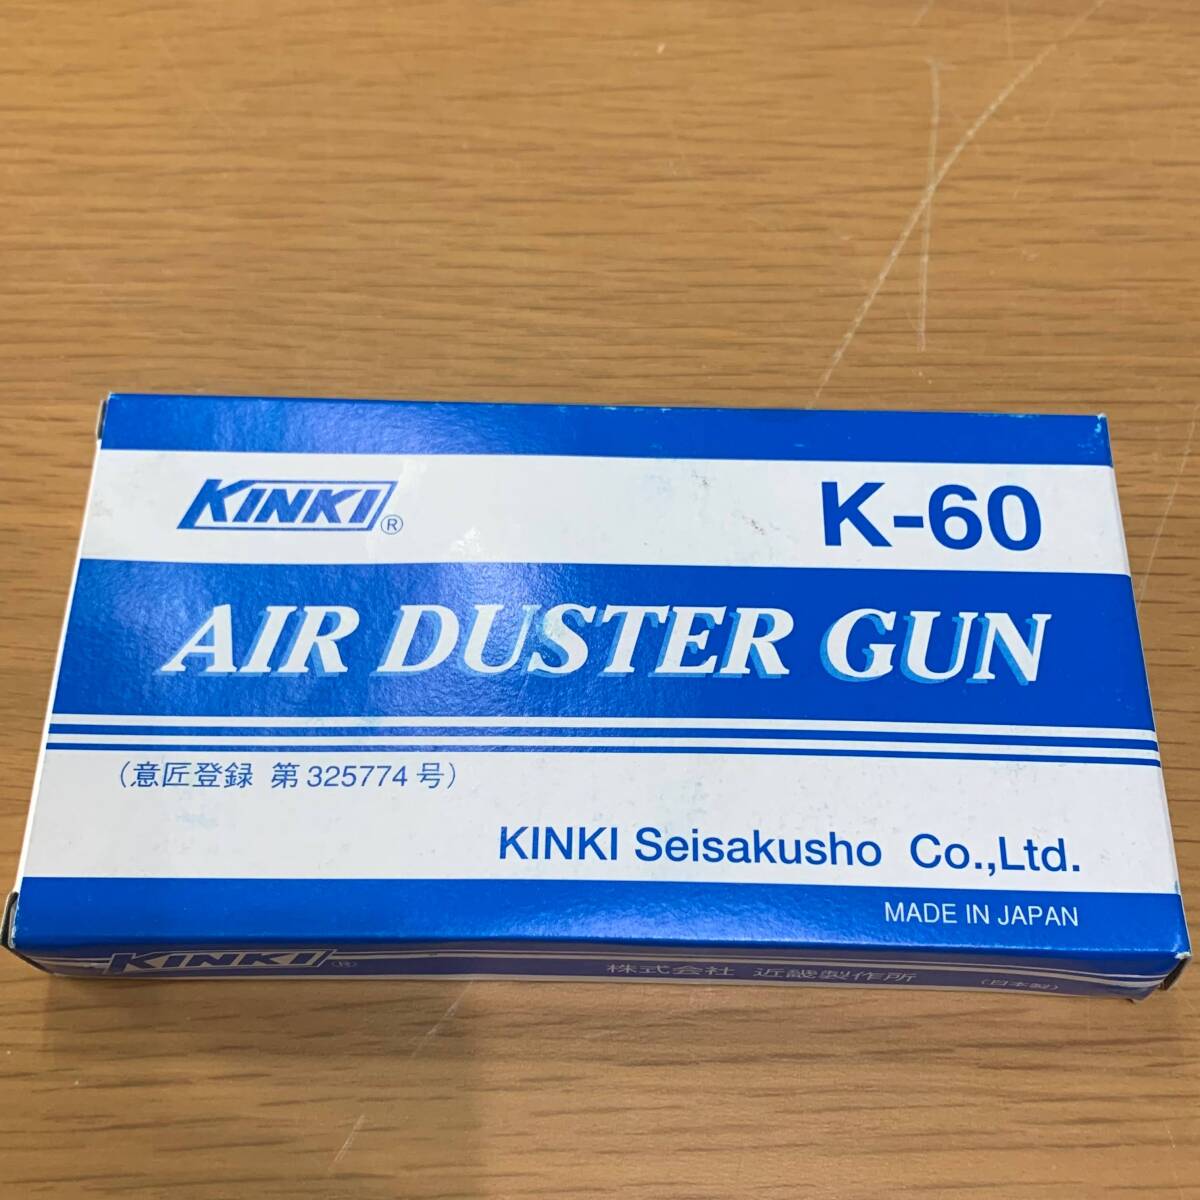 KINKI®
K-60
AIR DUSTER GUN
（意匠登録 第325774号）
KINKI Seisakusho Co.,Ltd.
MADE IN JAPAN
KINKI®
株式会社 近畿製作所 （日本製）